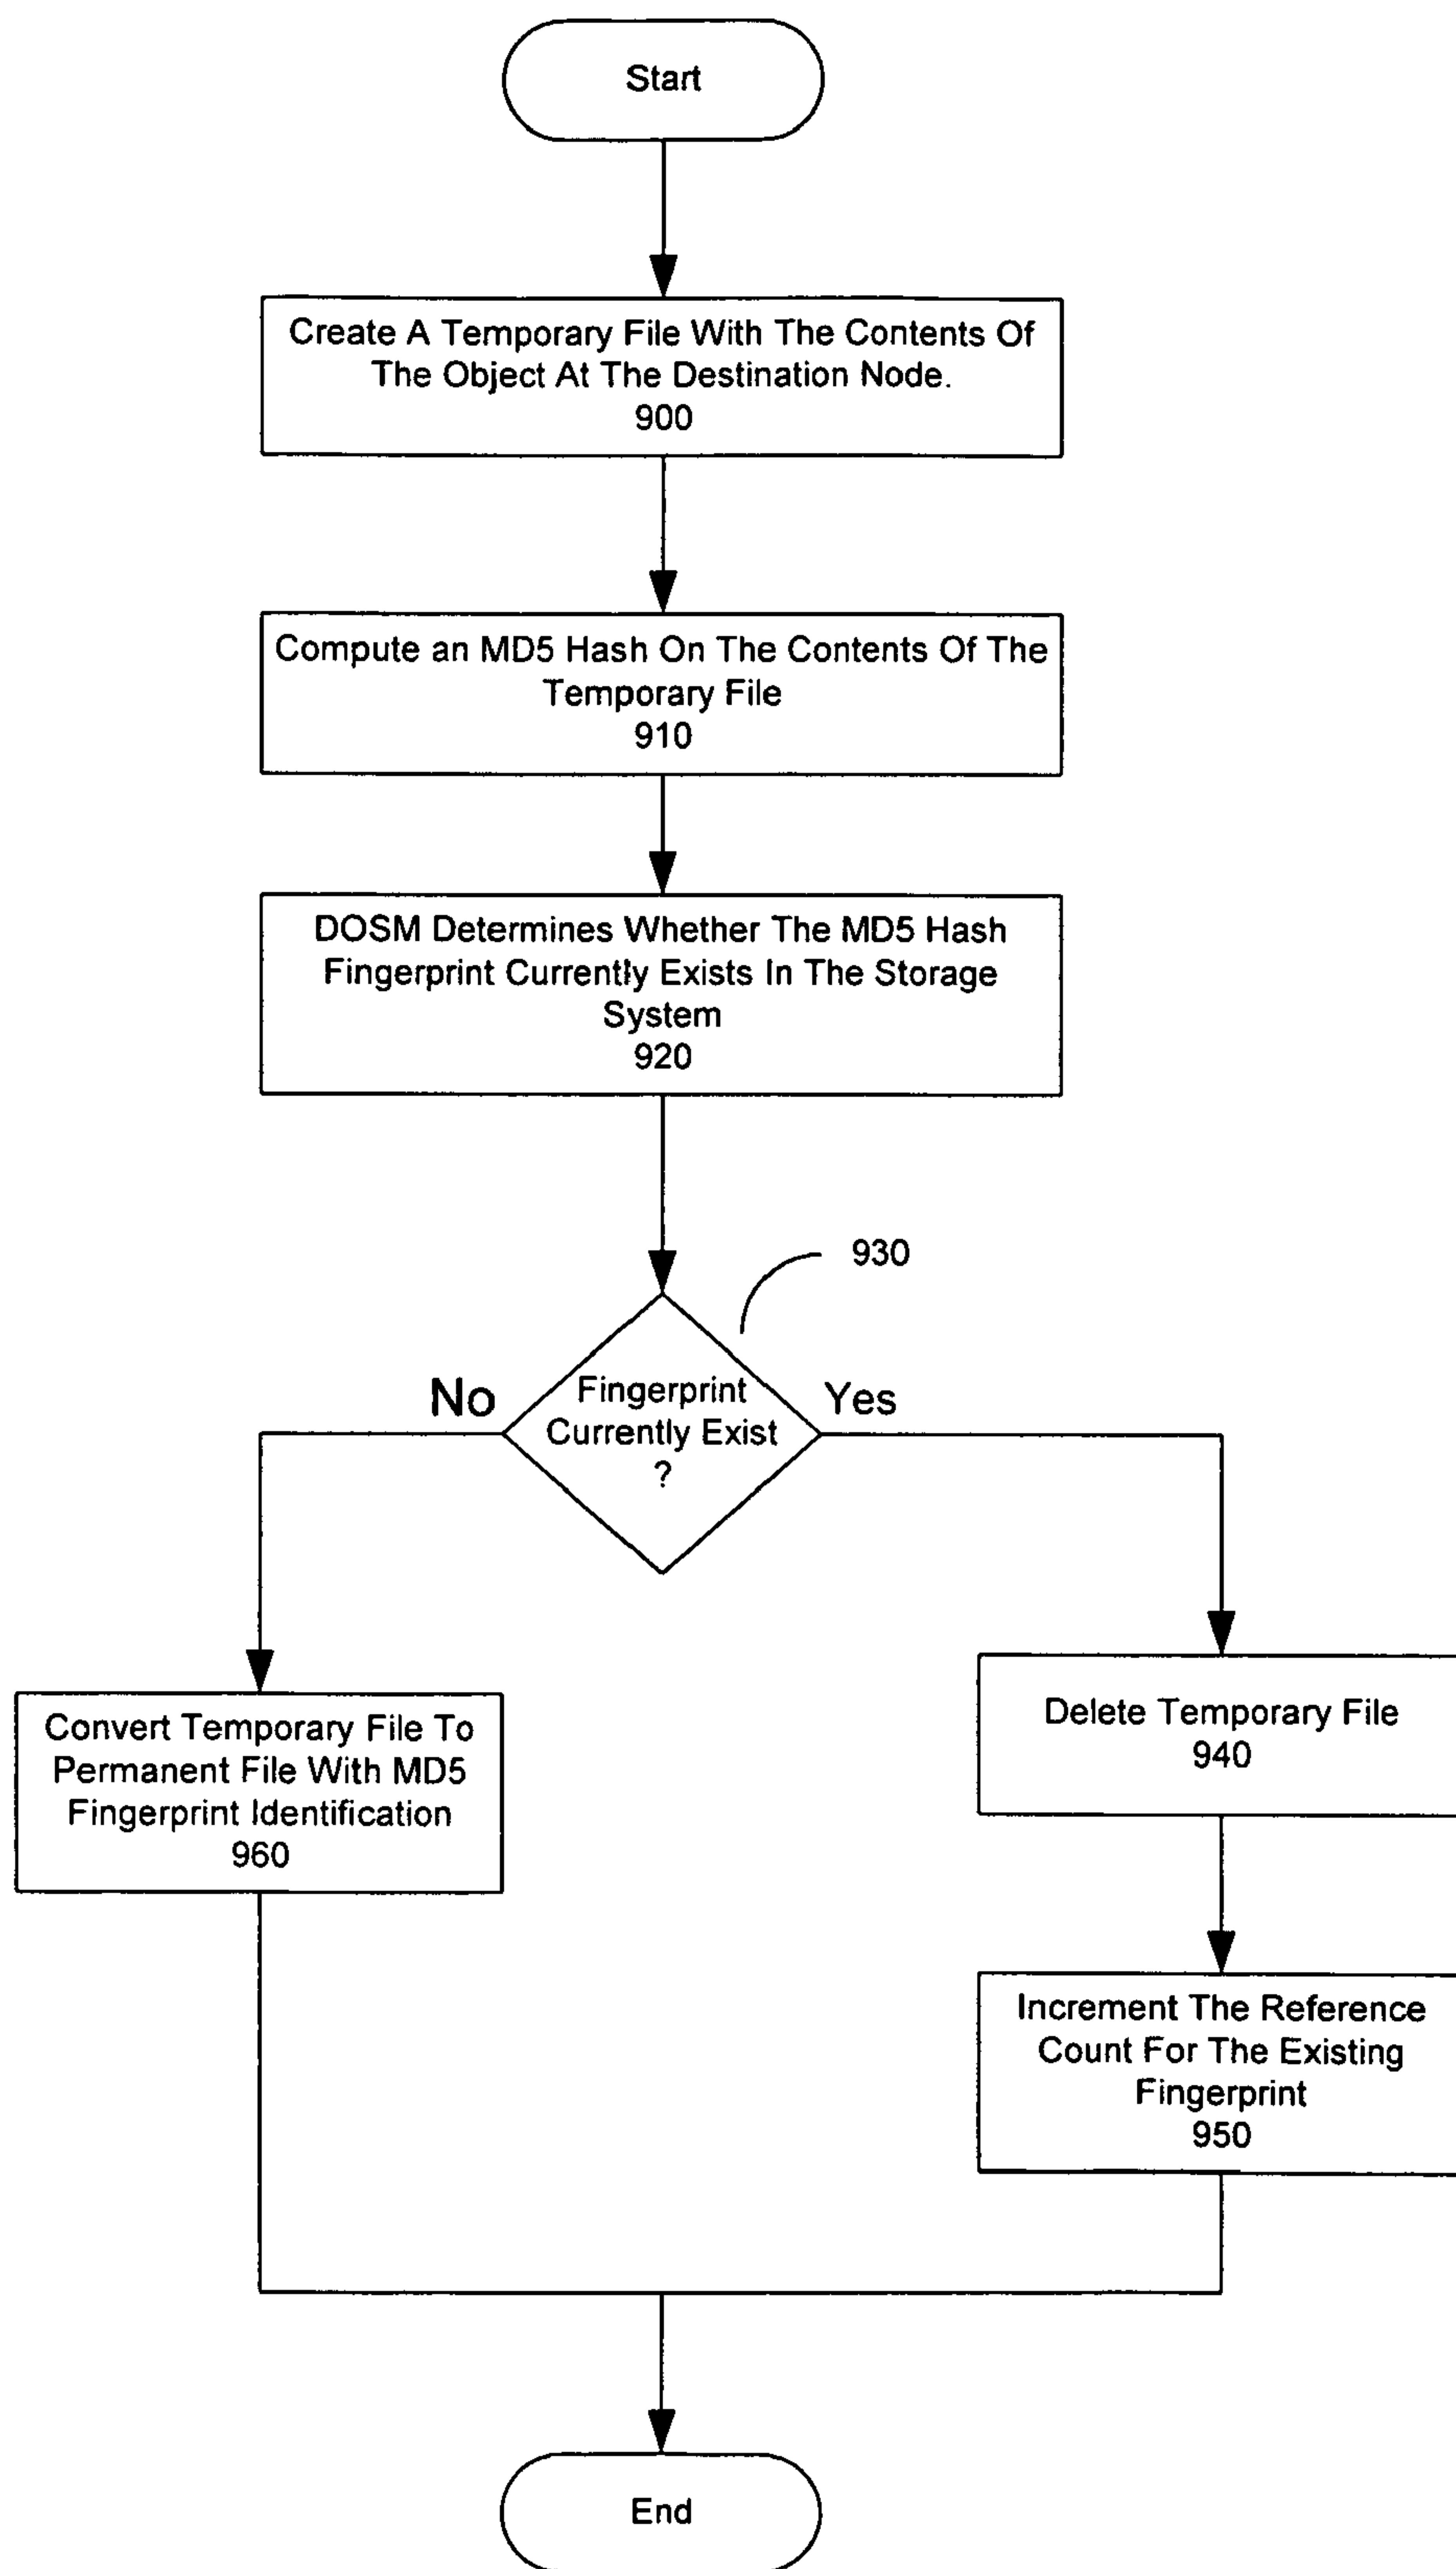 Start
Create A Temporary File With The Contents Of
The Object At The Destination Node.
900
Compute an MD5 Hash On The Contents Of The
Temporary File
910
DOSM Determines Whether The MD5 Hash
Fingerprint Currently Exists In The Storage
System
920
930
No
Fingerprint
Currently Exist
?
Yes
Convert Temporary File To
Permanent File With MD5
Fingerprint Identification
960
Delete Temporary File
940
Increment The Reference
Count For The Existing
Fingerprint
950
End